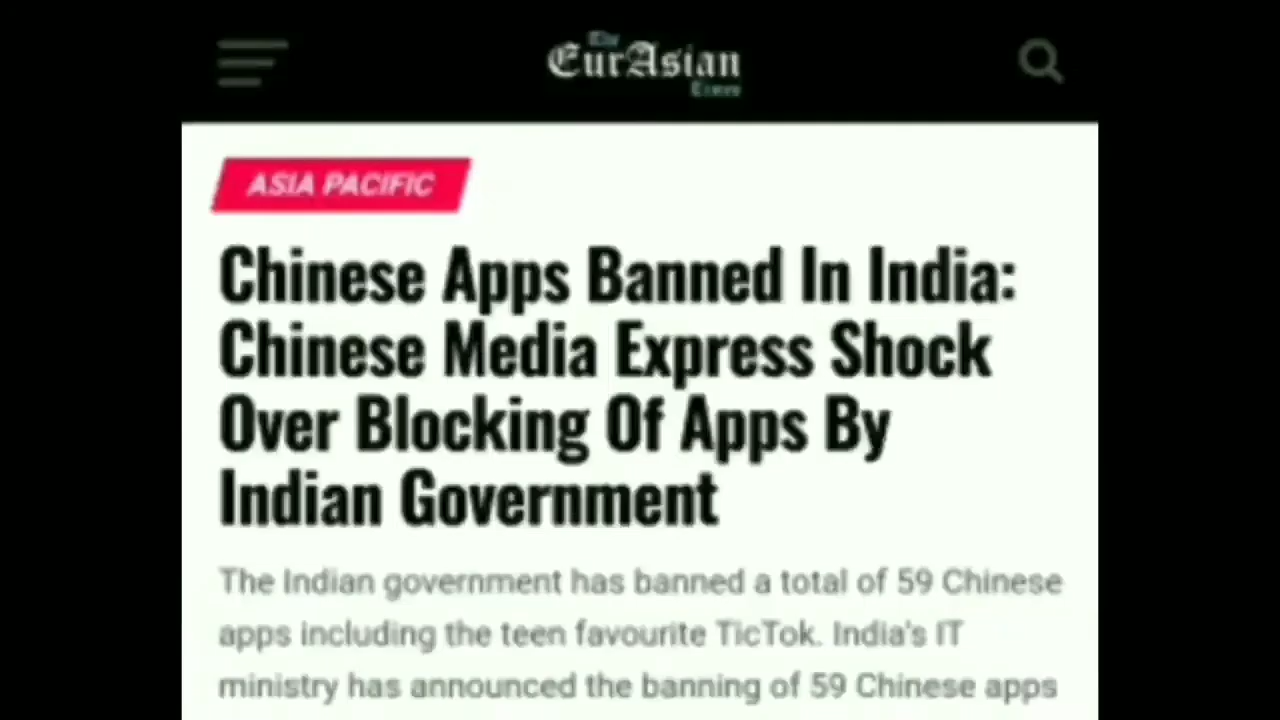 The
EurAsian
Times
ASIA PACIFIC
Chinese Apps Banned In India:
Chinese Media Express Shock
Over Blocking Of Apps By
Indian Government
The Indian government has banned a total of 59 Chinese
apps including the teen favourite TicTok. India's IT
ministry has announced the banning of 59 Chinese apps